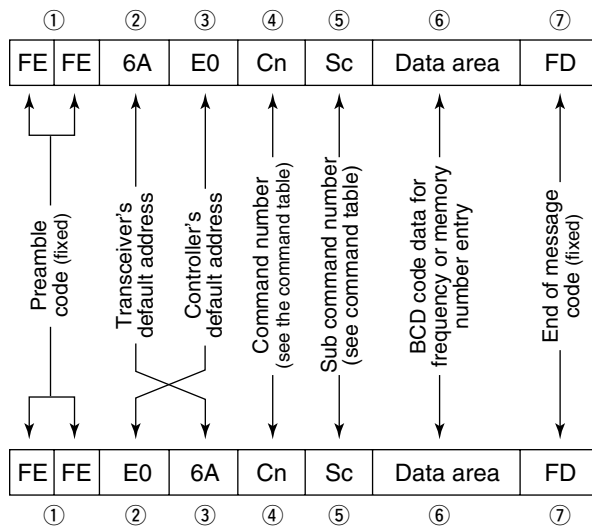 ① ② ③ ④ ⑤ ⑥ ⑦
FE FE 6A E0 Cn Sc Data area FD
Preamble
code (fixed)
Transceiver's
default address
Controller's
default address
Command number
(see the command table)
Sub command number
(see command table)
BCD code data for
frequency or memory
number entry
End of message
code (fixed)
FE FE E0 6A Cn Sc Data area FD
① ② ③ ④ ⑤ ⑥ ⑦